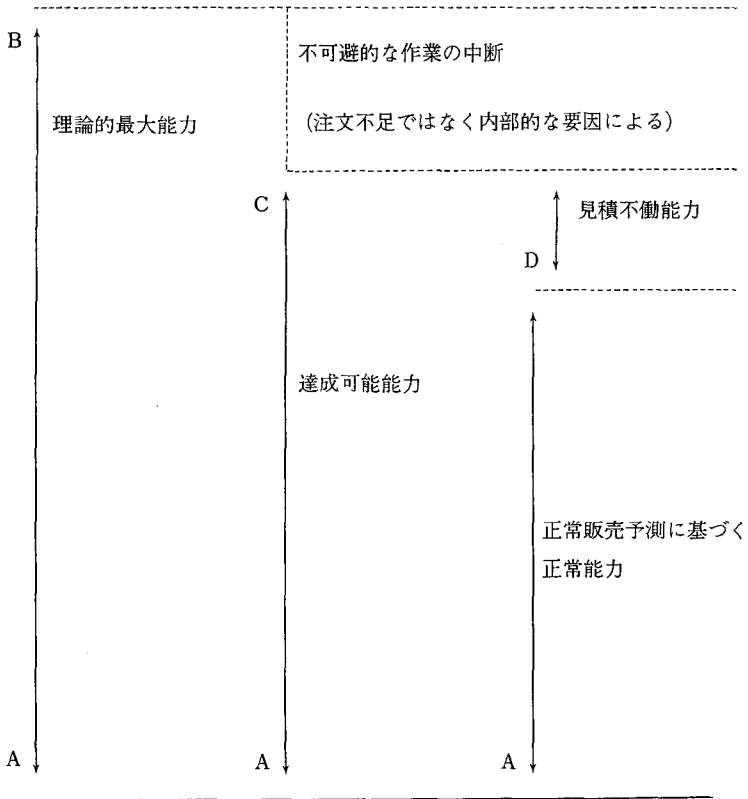 B
不可避的な作業の中断
理論的最大能力
(注文不足ではなく内部的な要因による)
C
見積不働能力
D
達成可能能力
正常販売予測に基づく
正常能力
A
A
A